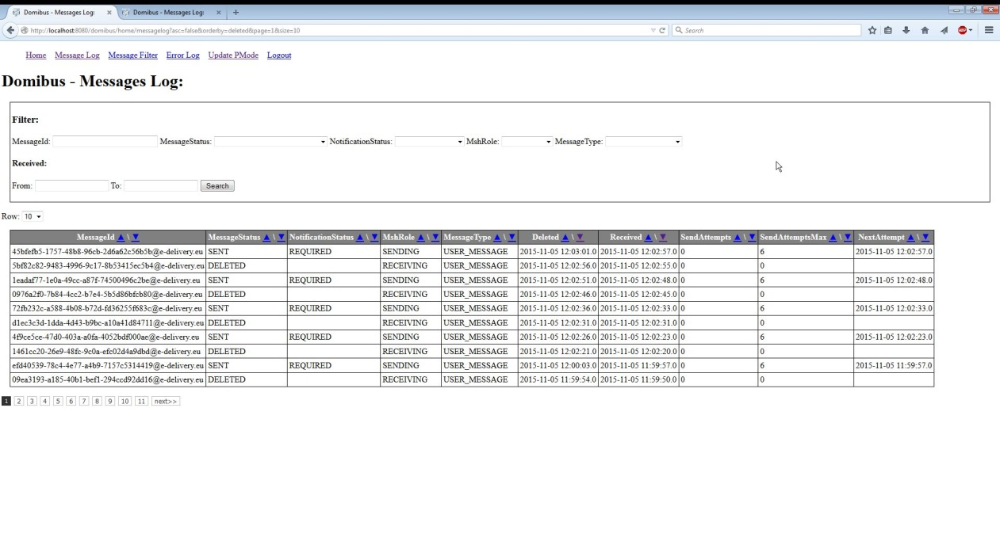 Domibus - Messages Log: × Domibus - Messages Log: × +
http://localhost:8080/domibus/home/messagelog?asc=false&orderby=deleted&page=1&size=10 Search ABP
Home Message Log Message Filter Error Log Update PMode Logout
Domibus - Messages Log:
Filter:
MessageId: MessageStatus: NotificationStatus: MshRole: MessageType:
Received:
From: To: Search
Row: 10
MessageId ▲ \ ▼ MessageStatus ▲ \ ▼ NotificationStatus ▲ \ ▼ MshRole ▲ \ ▼ MessageType ▲ \ ▼ Deleted ▲ \ ▼ Received ▲ \ ▼ SendAttempts ▲ \ ▼ SendAttemptsMax ▲ \ ▼ NextAttempt ▲ \ ▼
45bfefb5-1757-48b8-96cb-2d6a62c56b5b@e-delivery.eu SENT REQUIRED SENDING USER_MESSAGE 2015-11-05 12:03:01.0 2015-11-05 12:02:57.0 0 6 2015-11-05 12:02:57.0
5bf82c82-9483-4996-9c17-8b53415ec5b4@e-delivery.eu DELETED RECEIVING USER_MESSAGE 2015-11-05 12:02:56.0 2015-11-05 12:02:55.0 0 0
1eadaf77-1e0a-49cc-a87f-74500496c2be@e-delivery.eu SENT REQUIRED SENDING USER_MESSAGE 2015-11-05 12:02:51.0 2015-11-05 12:02:48.0 0 6 2015-11-05 12:02:48.0
0976a2f0-7b84-4cc2-b7e4-5b5d86bfcb80@e-delivery.eu DELETED RECEIVING USER_MESSAGE 2015-11-05 12:02:46.0 2015-11-05 12:02:45.0 0 0
72fb232c-a588-4b08-b72d-fd36255f683c@e-delivery.eu SENT REQUIRED SENDING USER_MESSAGE 2015-11-05 12:02:36.0 2015-11-05 12:02:33.0 0 6 2015-11-05 12:02:33.0
d1ec3c3d-1dda-4d43-b9bc-a10a41d84711@e-delivery.eu DELETED RECEIVING USER_MESSAGE 2015-11-05 12:02:31.0 2015-11-05 12:02:31.0 0 0
4f9ce5ce-47d0-403a-a0fa-4052bdf000ae@e-delivery.eu SENT REQUIRED SENDING USER_MESSAGE 2015-11-05 12:02:26.0 2015-11-05 12:02:23.0 0 6 2015-11-05 12:02:23.0
1461cc20-26e9-48fc-9c0a-efc02d4a9dbd@e-delivery.eu DELETED RECEIVING USER_MESSAGE 2015-11-05 12:02:21.0 2015-11-05 12:02:20.0 0 0
efd40539-78c4-4e77-a4b9-7157c5314419@e-delivery.eu SENT REQUIRED SENDING USER_MESSAGE 2015-11-05 12:00:03.0 2015-11-05 11:59:57.0 0 6 2015-11-05 11:59:57.0
09ea3193-a185-40b1-bef1-294ccd92dd16@e-delivery.eu DELETED RECEIVING USER_MESSAGE 2015-11-05 11:59:54.0 2015-11-05 11:59:50.0 0 0
1 2 3 4 5 6 7 8 9 10 11 next>>